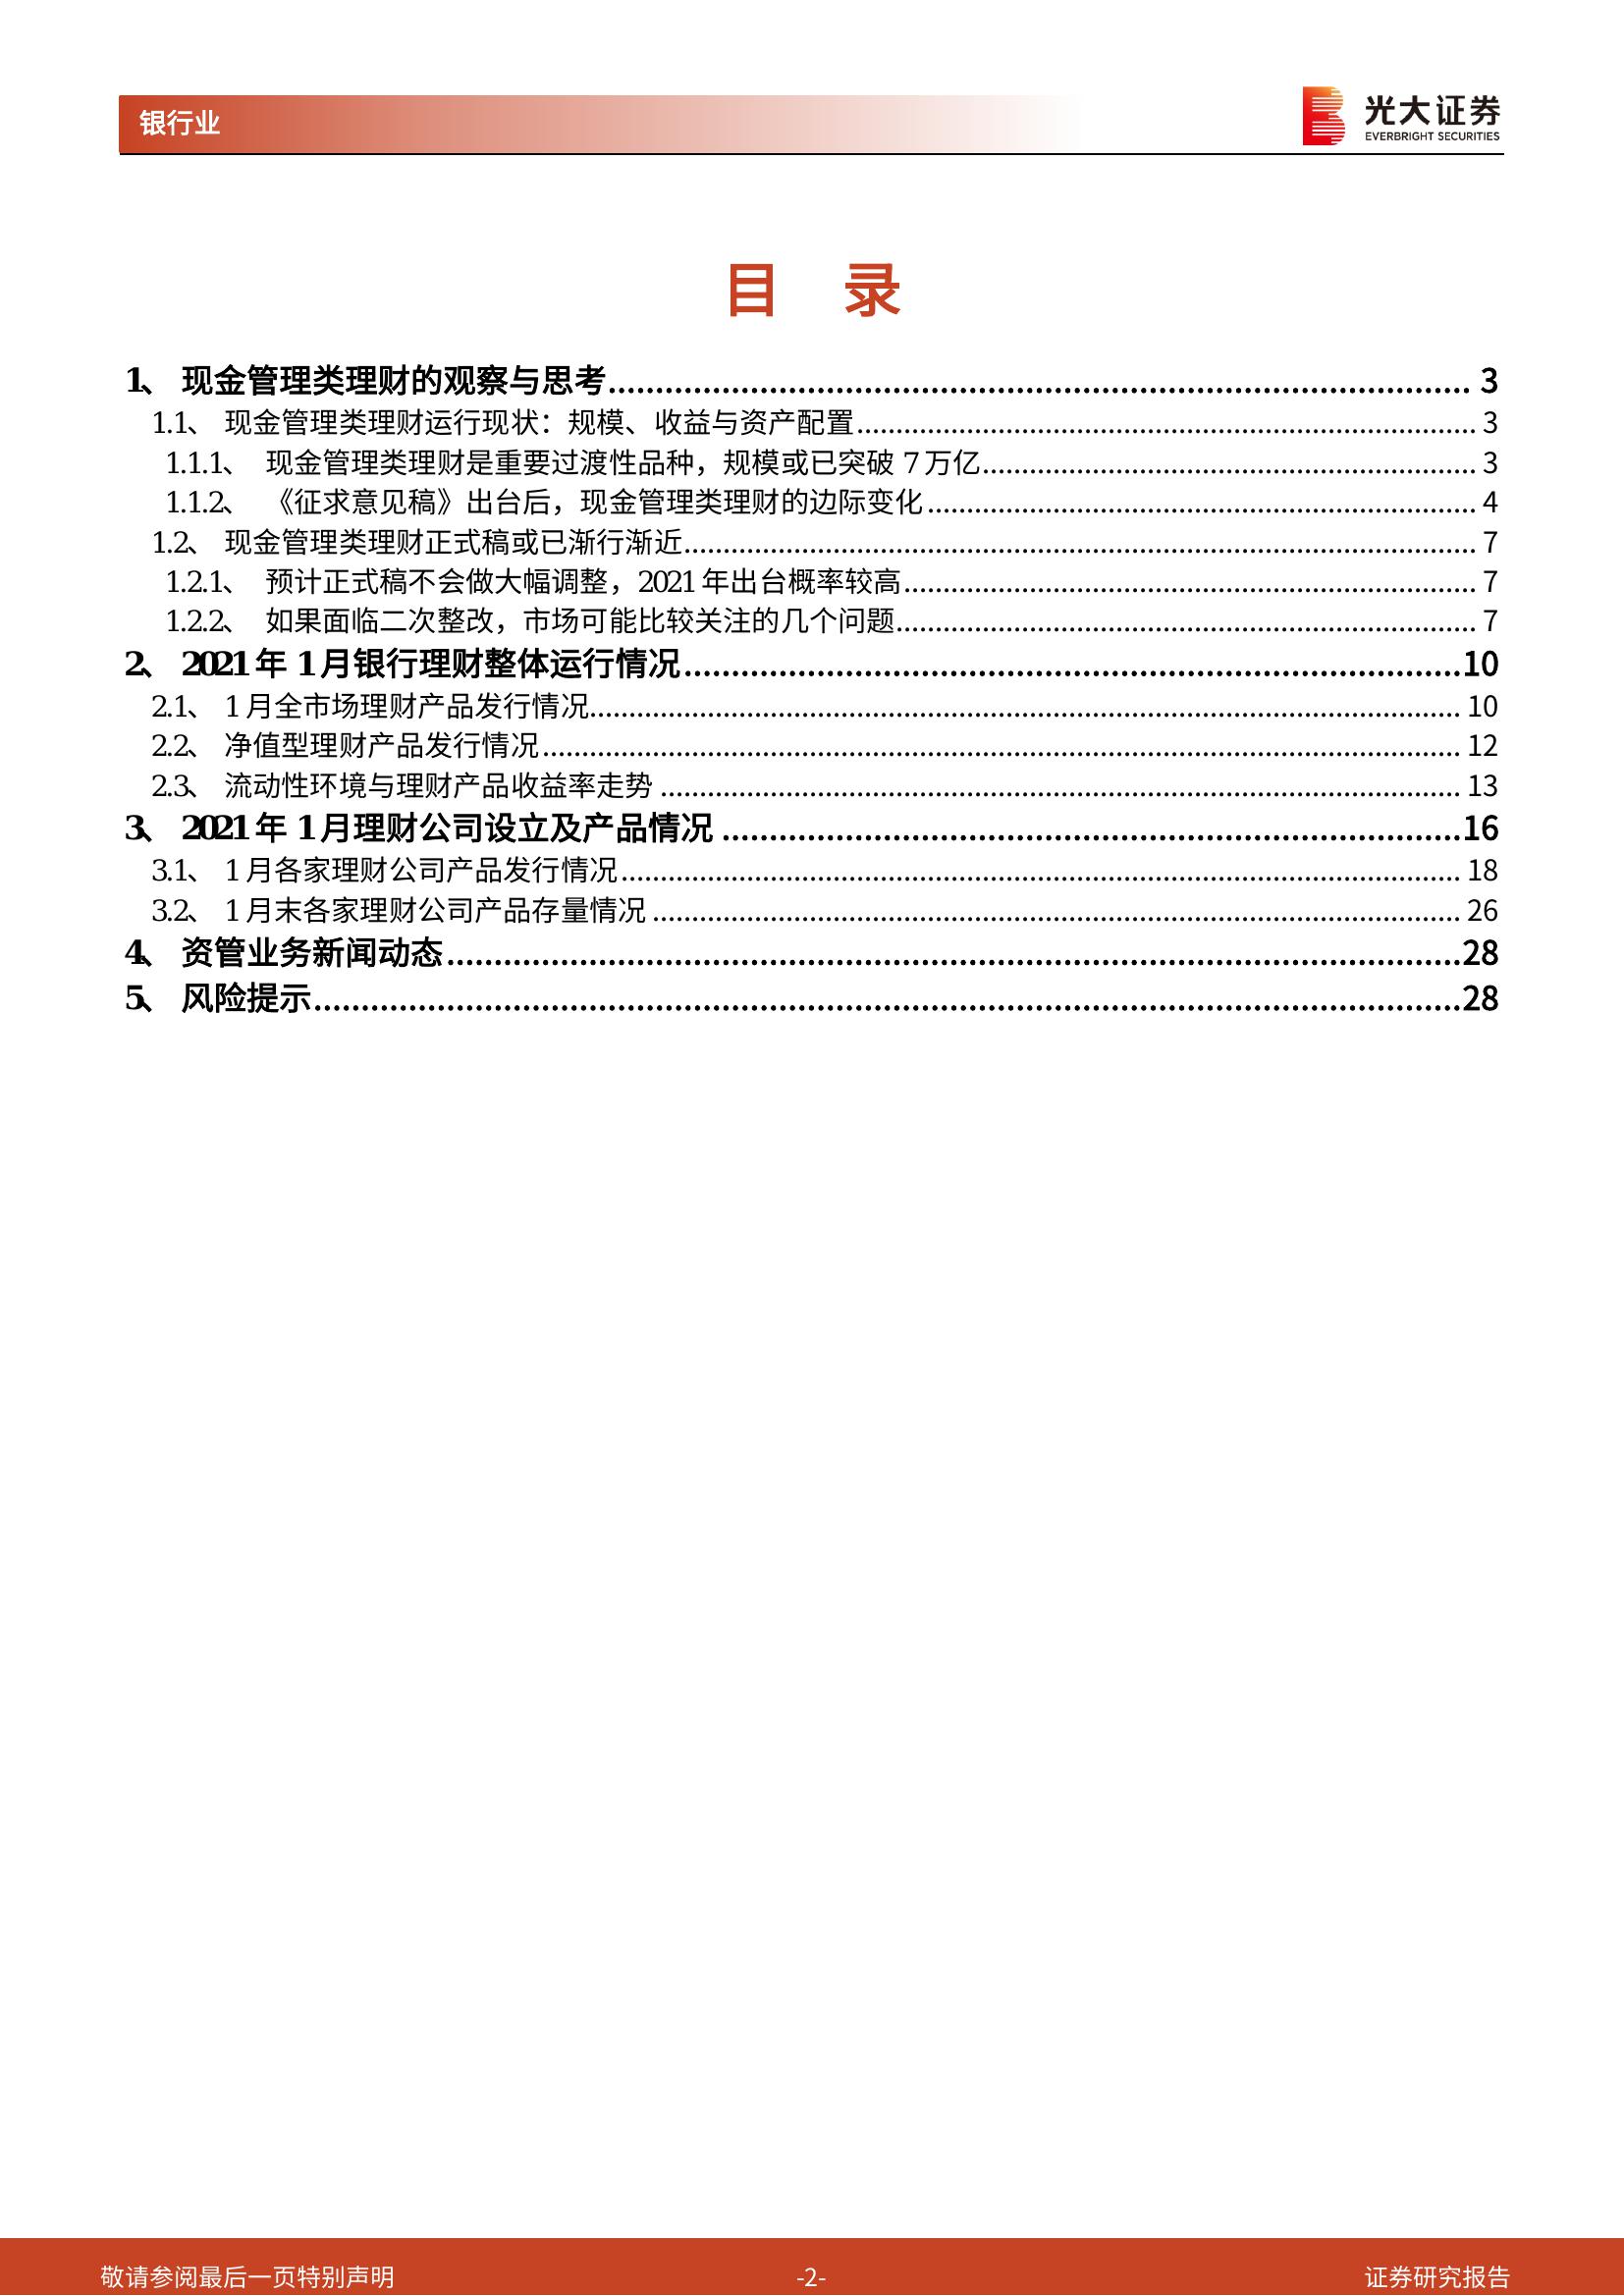 银行业
光大证券
EVERBRIGHT SECURITIES
目 录
1、 现金管理类理财的观察与思考 3
1.1、 现金管理类理财运行现状：规模、收益与资产配置 3
1.1.1、 现金管理类理财是重要过渡性品种，规模或已突破 7 万亿 3
1.1.2、 《征求意见稿》出台后，现金管理类理财的边际变化 4
1.2、 现金管理类理财正式稿或已渐行渐近 7
1.2.1、 预计正式稿不会做大幅调整，2021 年出台概率较高 7
1.2.2、 如果面临二次整改，市场可能比较关注的几个问题 7
2、 2021 年 1 月银行理财整体运行情况 10
2.1、 1 月全市场理财产品发行情况 10
2.2、 净值型理财产品发行情况 12
2.3、 流动性环境与理财产品收益率走势 13
3、 2021 年 1 月理财公司设立及产品情况 16
3.1、 1 月各家理财公司产品发行情况 18
3.2、 1 月末各家理财公司产品存量情况 26
4、 资管业务新闻动态 28
5、 风险提示 28
敬请参阅最后一页特别声明 -2- 证券研究报告